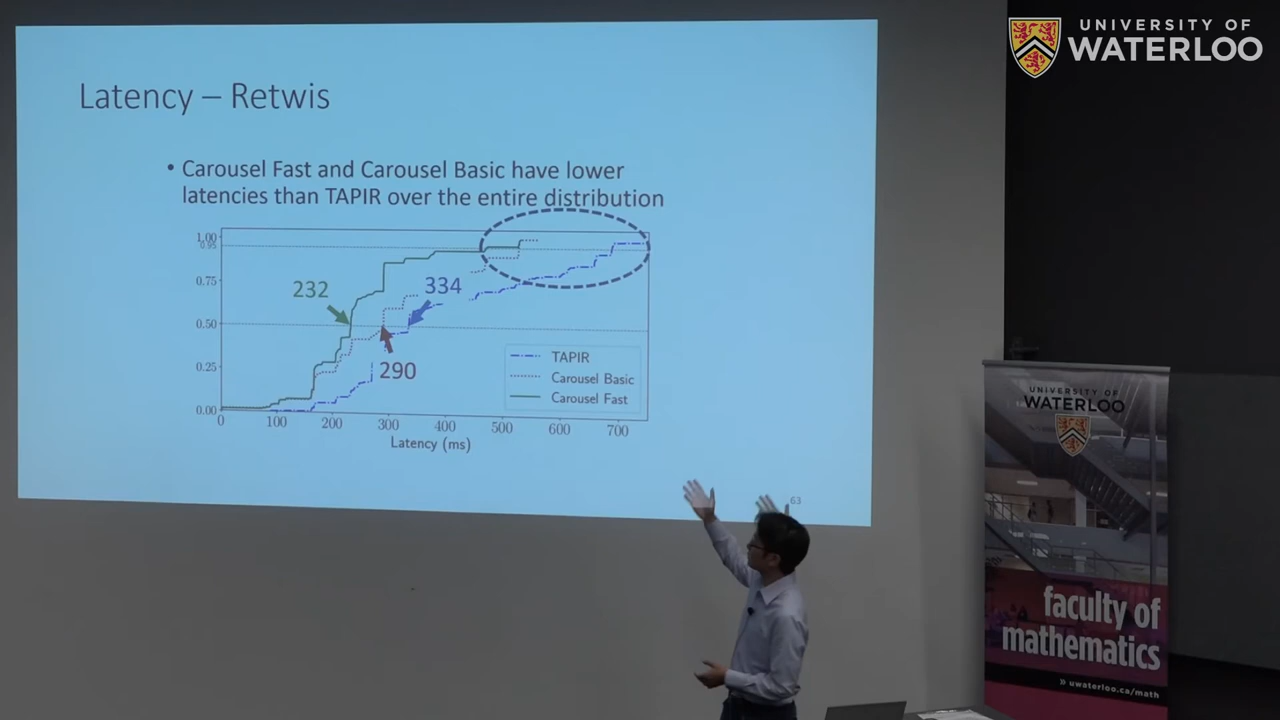 UNIVERSITY OF
WATERLOO
Latency – Retwis
• Carousel Fast and Carousel Basic have lower
latencies than TAPIR over the entire distribution
1.00
0.95
0.75
0.50
0.25
0.00
232
334
290
TAPIR
Carousel Basic
Carousel Fast
0 100 200 300 400 500 600 700
Latency (ms)
63
UNIVERSITY OF
WATERLOO
faculty of
mathematics
» uwaterloo.ca/math